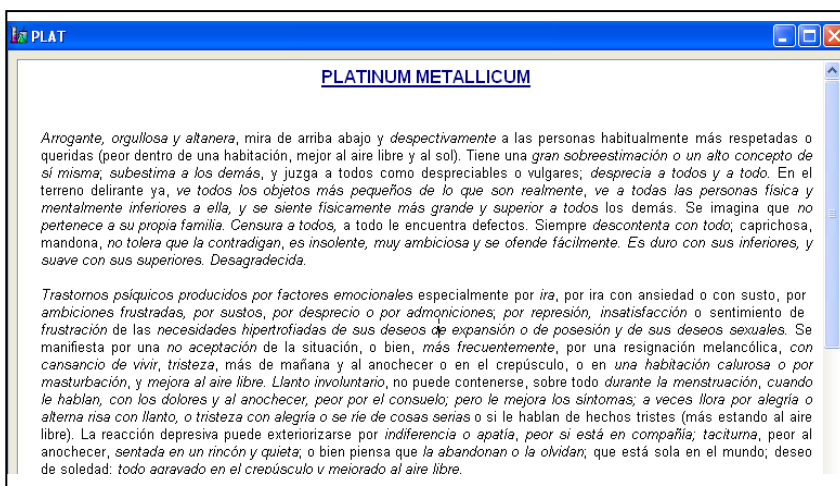 PLAT
PLATINUM METALLICUM
Arrogante, orgullosa y altanera, mira de arriba abajo y despectivamente a las personas habitualmente más respetadas o
queridas (peor dentro de una habitación, mejor al aire libre y al sol). Tiene una gran sobreestimación o un alto concepto de
sí misma; subestima a los demás, y juzga a todos como despreciables o vulgares; desprecia a todos y a todo. En el
terreno delirante ya, ve todos los objetos más pequeños de lo que son realmente, ve a todas las personas física y
mentalmente inferiores a ella, y se siente físicamente más grande y superior a todos los demás. Se imagina que no
pertenece a su propia familia. Censura a todos, a todo le encuentra defectos. Siempre descontenta con todo; caprichosa,
mandona, no tolera que la contradigan, es insolente, muy ambiciosa y se ofende fácilmente. Es duro con sus inferiores, y
suave con sus superiores. Desagradecida.
Trastornos psíquicos producidos por factores emocionales especialmente por ira, por ira con ansiedad o con susto, por
ambiciones frustradas, por sustos, por desprecio o por admoniciones; por represión, insatisfacción o sentimiento de
frustración de las necesidades hipertrofiadas de sus deseos de expansión o de posesión y de sus deseos sexuales. Se
manifiesta por una no aceptación de la situación, o bien, más frecuentemente, por una resignación melancólica, con
cansancio de vivir, tristeza, más de mañana y al anochecer o en el crepúsculo, o en una habitación calurosa o por
masturbación, y mejora al aire libre. Llanto involuntario, no puede contenerse, sobre todo durante la menstruación, cuando
le hablan, con los dolores y al anochecer, peor por el consuelo; pero le mejora los síntomas; a veces llora por alegría o
alterna risa con llanto, o tristeza con alegría o se ríe de cosas serias o si le hablan de hechos tristes (más estando al aire
libre). La reacción depresiva puede exteriorizarse por indiferencia o apatía, peor si está en compañía; taciturna, peor al
anochecer, sentada en un rincón y quieta; o bien piensa que la abandonan o la olvidan; que está sola en el mundo; deseo
de soledad; todo agravado en el crepúsculo y mejorado al aire libre.